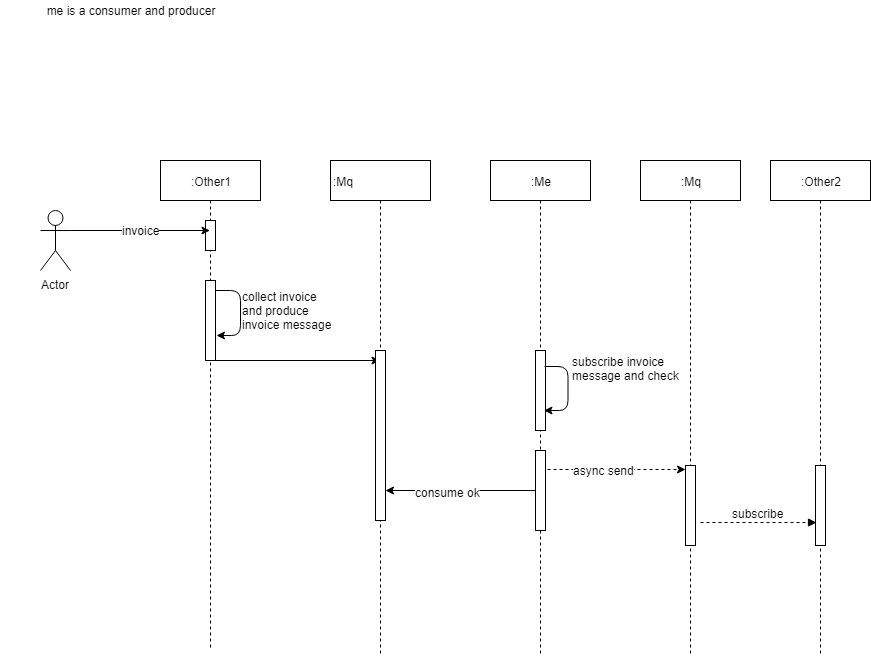 me is a consumer and producer
:Other1
:Mq
:Me
:Mq
:Other2
invoice
Actor
collect invoice
and produce
invoice message
subscribe invoice
message and check
async send
consume ok
subscribe